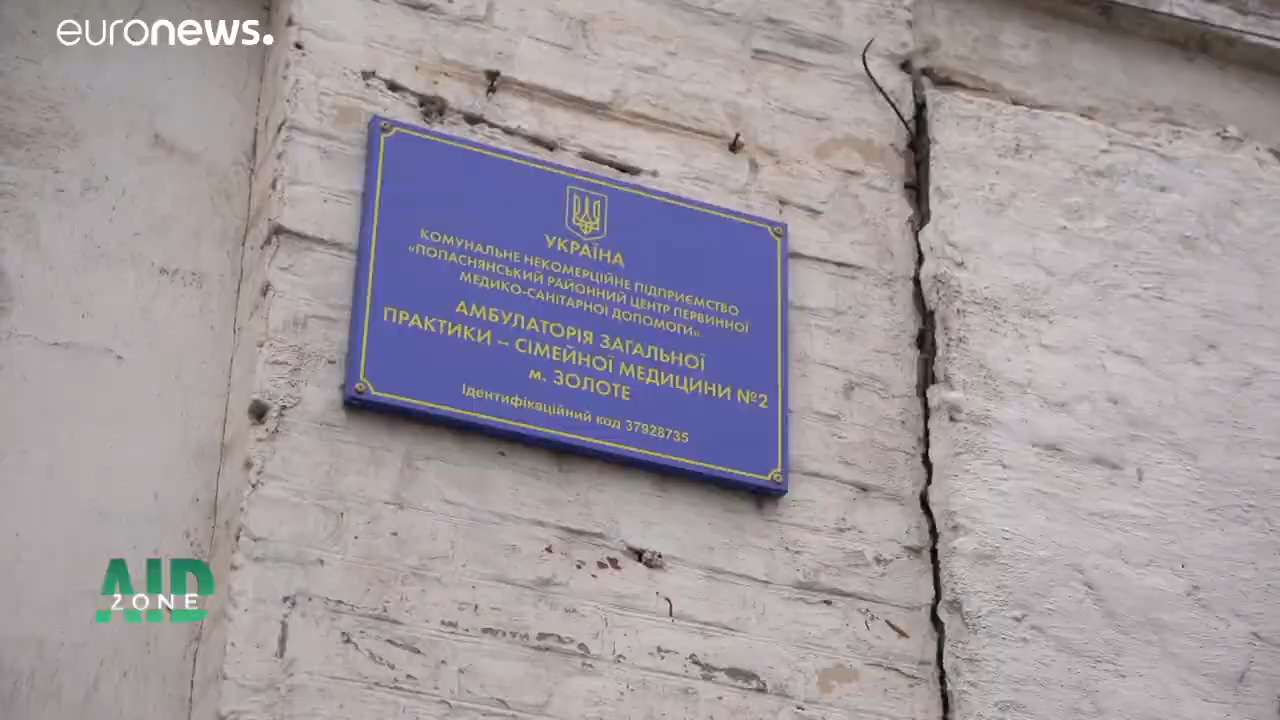 euronews.
УКРАЇНА
КОМУНАЛЬНЕ НЕКОМЕРЦІЙНЕ ПІДПРИЄМСТВО
«ПОПАСНЯНСЬКИЙ РАЙОННИЙ ЦЕНТР ПЕРВИННОЇ
МЕДИКО-САНІТАРНОЇ ДОПОМОГИ»
АМБУЛАТОРІЯ ЗАГАЛЬНОЇ
ПРАКТИКИ – СІМЕЙНОЇ МЕДИЦИНИ №2
м. ЗОЛОТЕ
Ідентифікаційний код 37928735
AID
ZONE